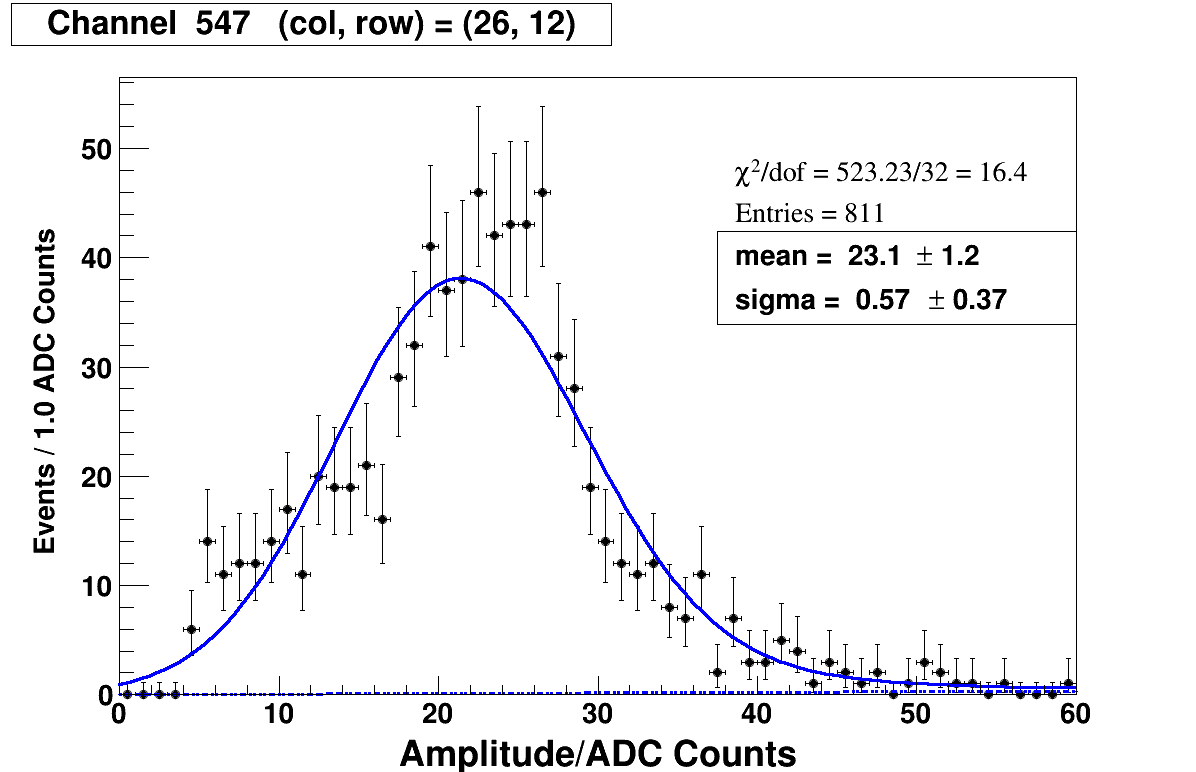 Channel 547 (col, row) = (26, 12)
χ²/dof = 523.23/32 = 16.4
Entries = 811
mean = 23.1 ± 1.2
sigma = 0.57 ± 0.37
Events / 1.0 ADC Counts
50
40
30
20
10
0
0 10 20 30 40 50 60
Amplitude/ADC Counts